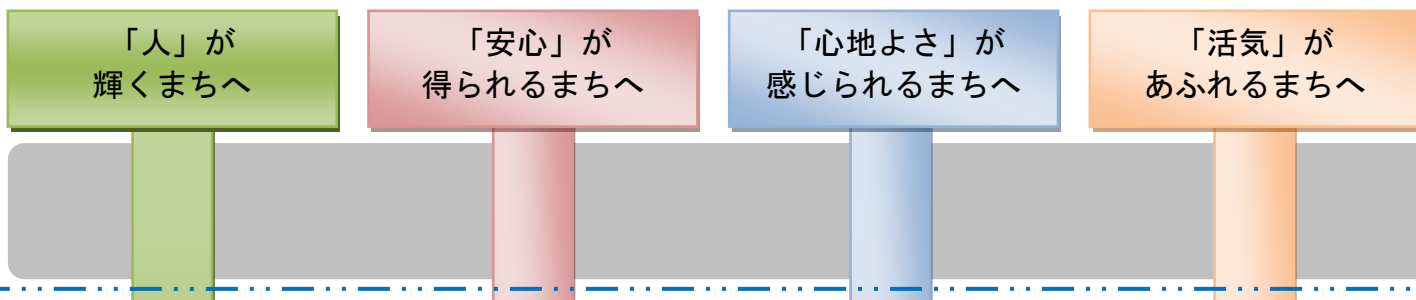 「人」が
輝くまちへ
「安心」が
得られるまちへ
「心地よさ」が
感じられるまちへ
「活気」が
あふれるまちへ